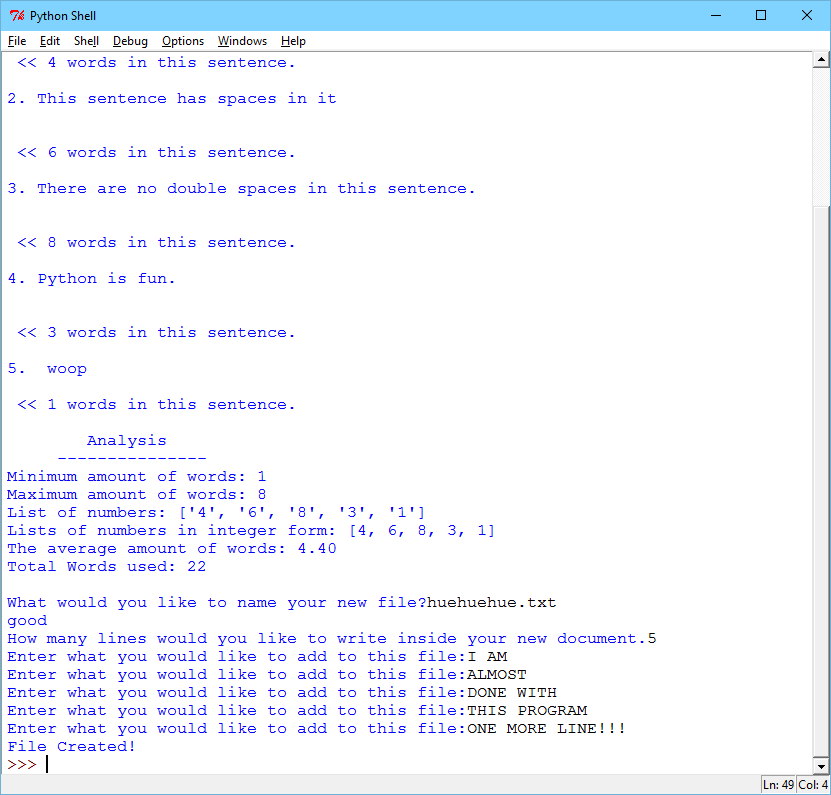 Python Shell
File Edit Shell Debug Options Windows Help
<< 4 words in this sentence.
2. This sentence has spaces in it
<< 6 words in this sentence.
3. There are no double spaces in this sentence.
<< 8 words in this sentence.
4. Python is fun.
<< 3 words in this sentence.
5.  woop
<< 1 words in this sentence.
Analysis
---------------
Minimum amount of words: 1
Maximum amount of words: 8
List of numbers: ['4', '6', '8', '3', '1']
Lists of numbers in integer form: [4, 6, 8, 3, 1]
The average amount of words: 4.40
Total Words used: 22
What would you like to name your new file?huehuehue.txt
good
How many lines would you like to write inside your new document.5
Enter what you would like to add to this file:I AM
Enter what you would like to add to this file:ALMOST
Enter what you would like to add to this file:DONE WITH
Enter what you would like to add to this file:THIS PROGRAM
Enter what you would like to add to this file:ONE MORE LINE!!!
File Created!
>>>
Ln: 49 Col: 4